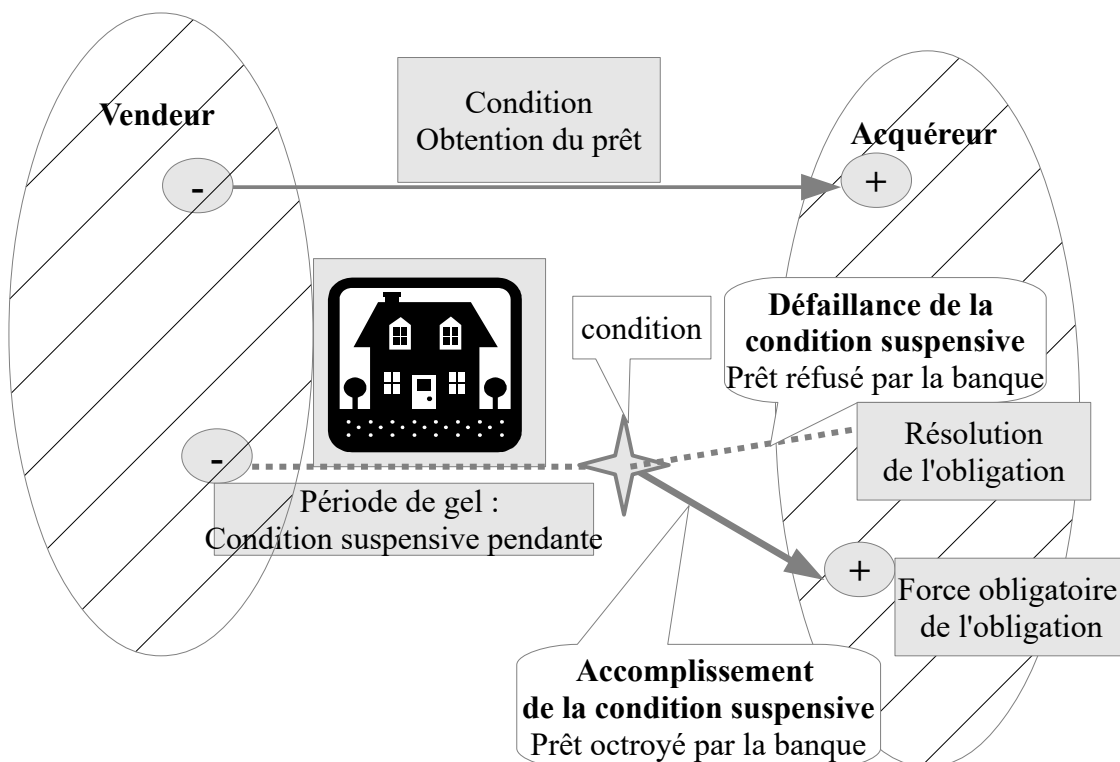 Vendeur
-
Condition
Obtention du prêt
Acquéreur
+
condition
Défaillance de la
condition suspensive
Prêt réfusé par la banque
-
Période de gel :
Condition suspensive pendante
Résolution
de l'obligation
+
Force obligatoire
de l'obligation
Accomplissement
de la condition suspensive
Prêt octroyé par la banque